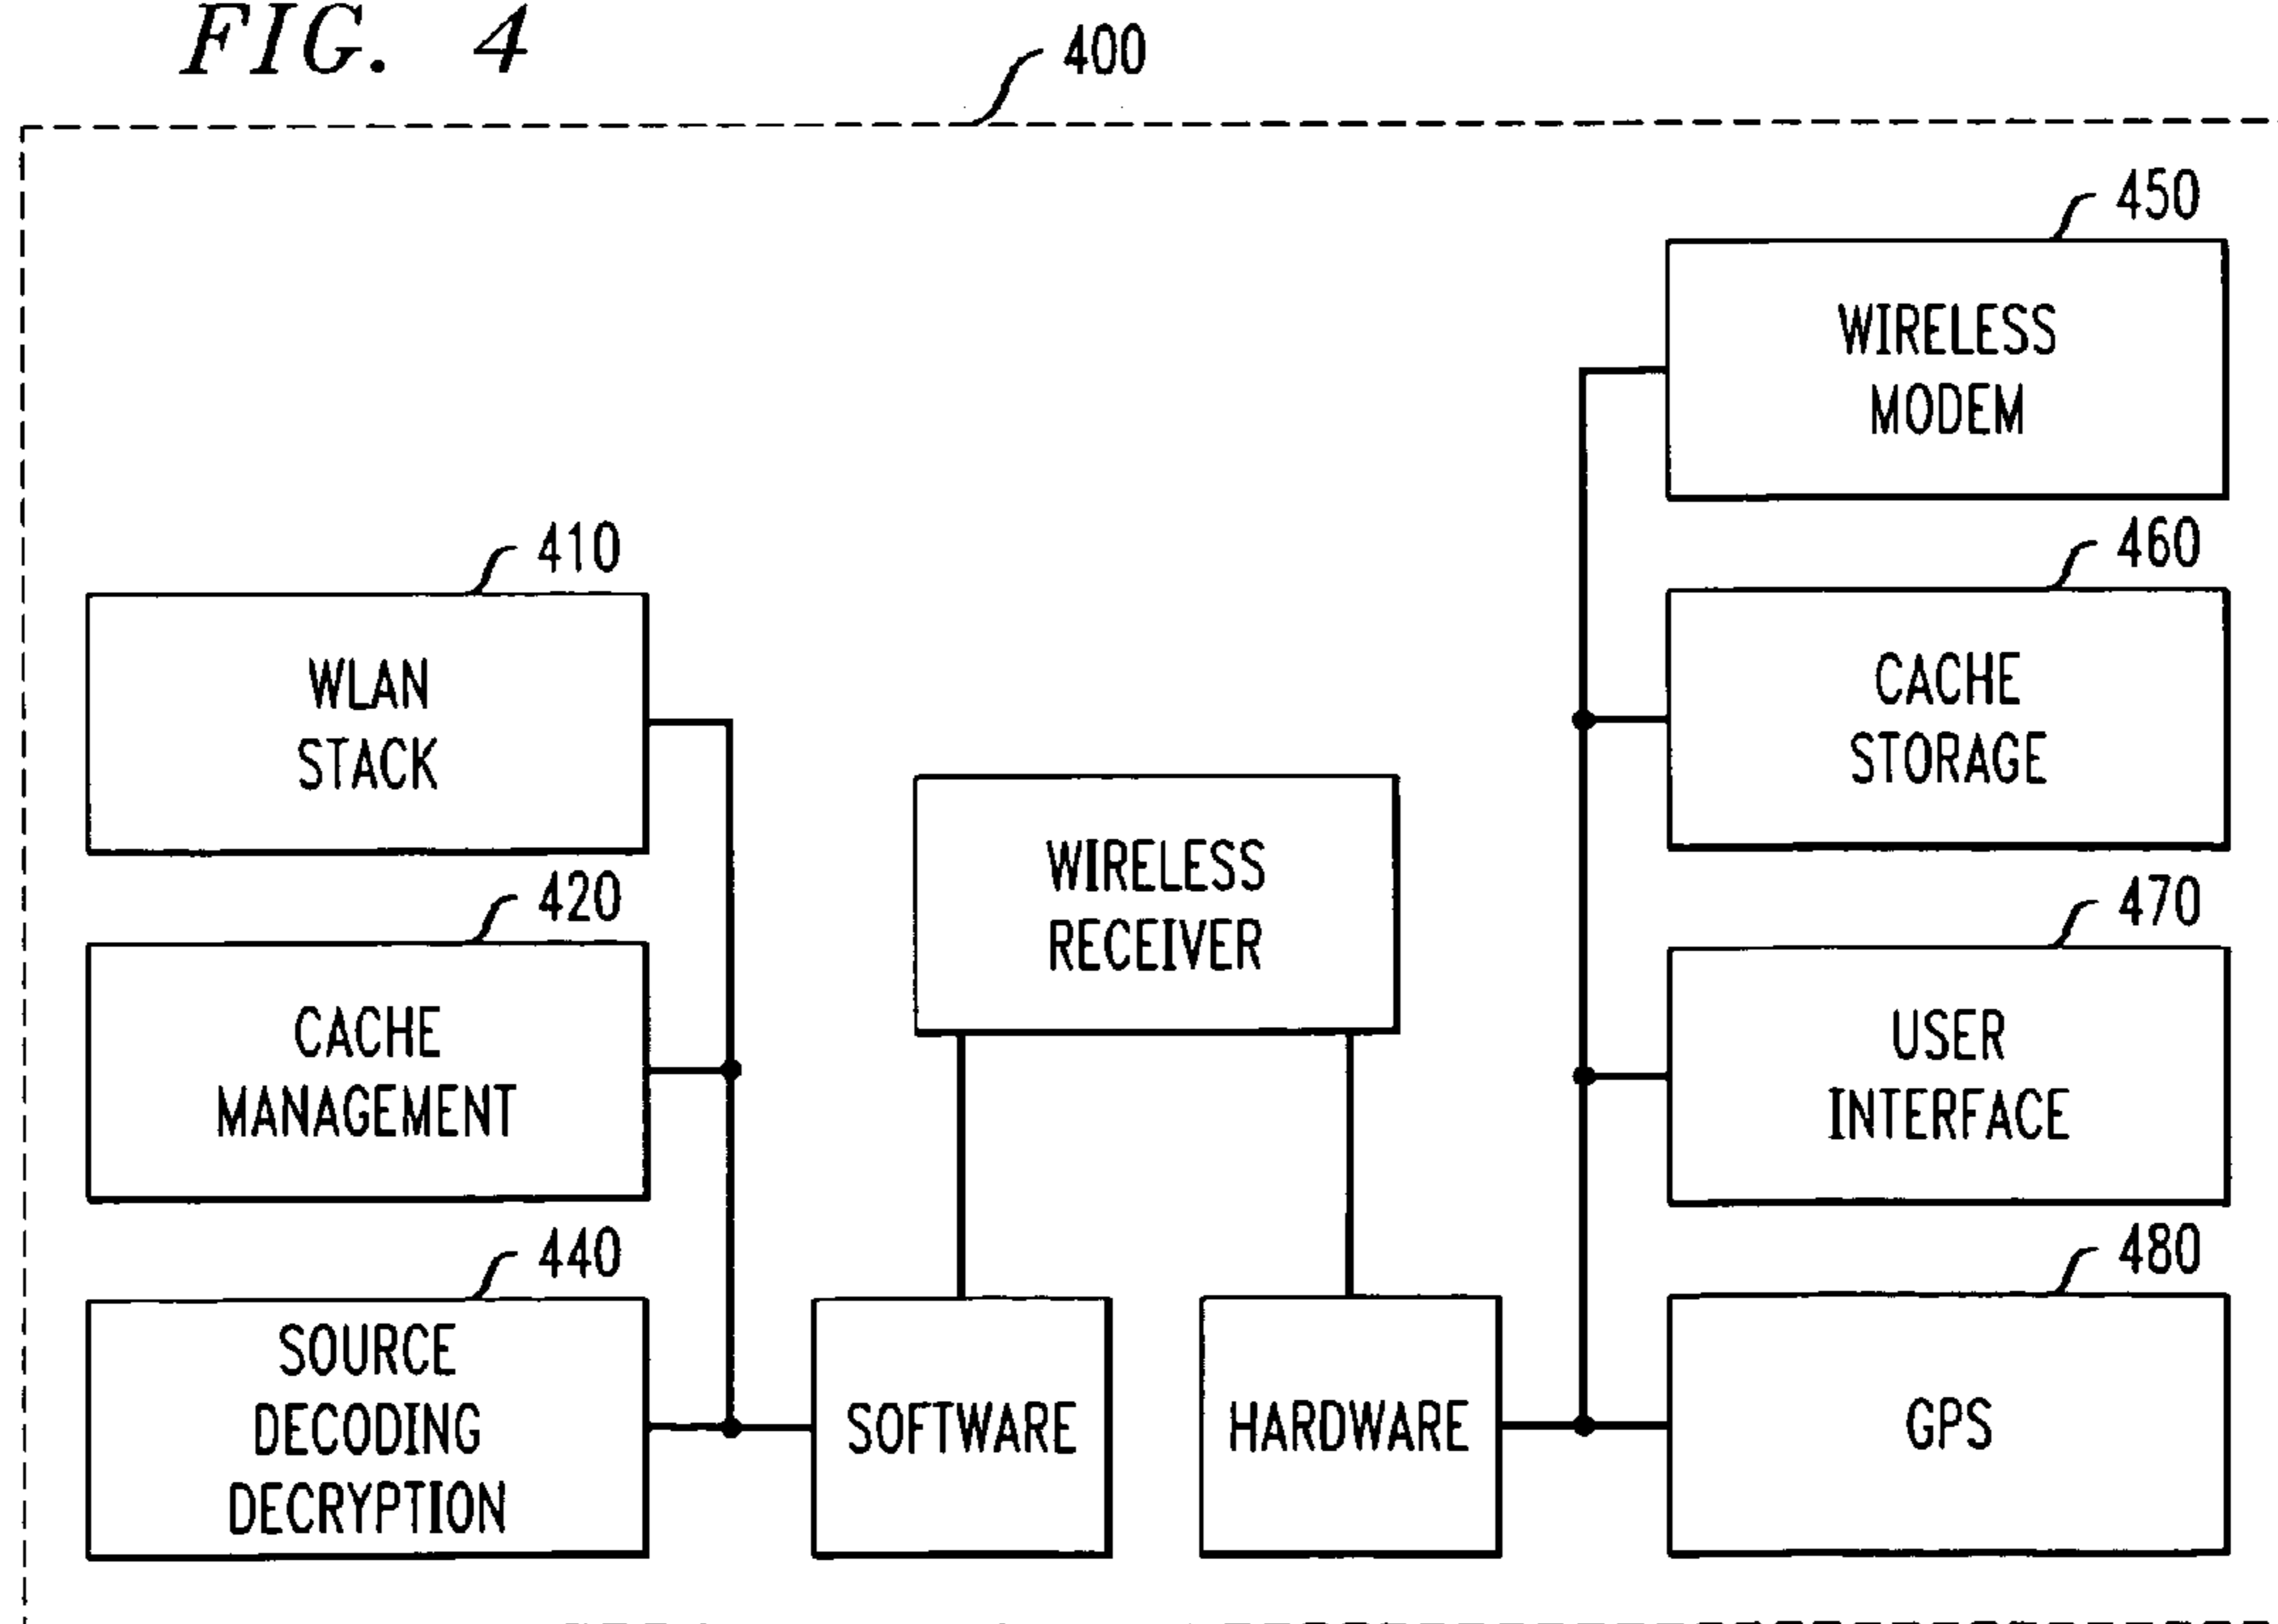 FIG. 4
400
450
WIRELESS
MODEM
410
460
WLAN
STACK
CACHE
STORAGE
WIRELESS
RECEIVER
420
470
CACHE
MANAGEMENT
USER
INTERFACE
440
480
SOURCE
DECODING
DECRYPTION
SOFTWARE
HARDWARE
GPS